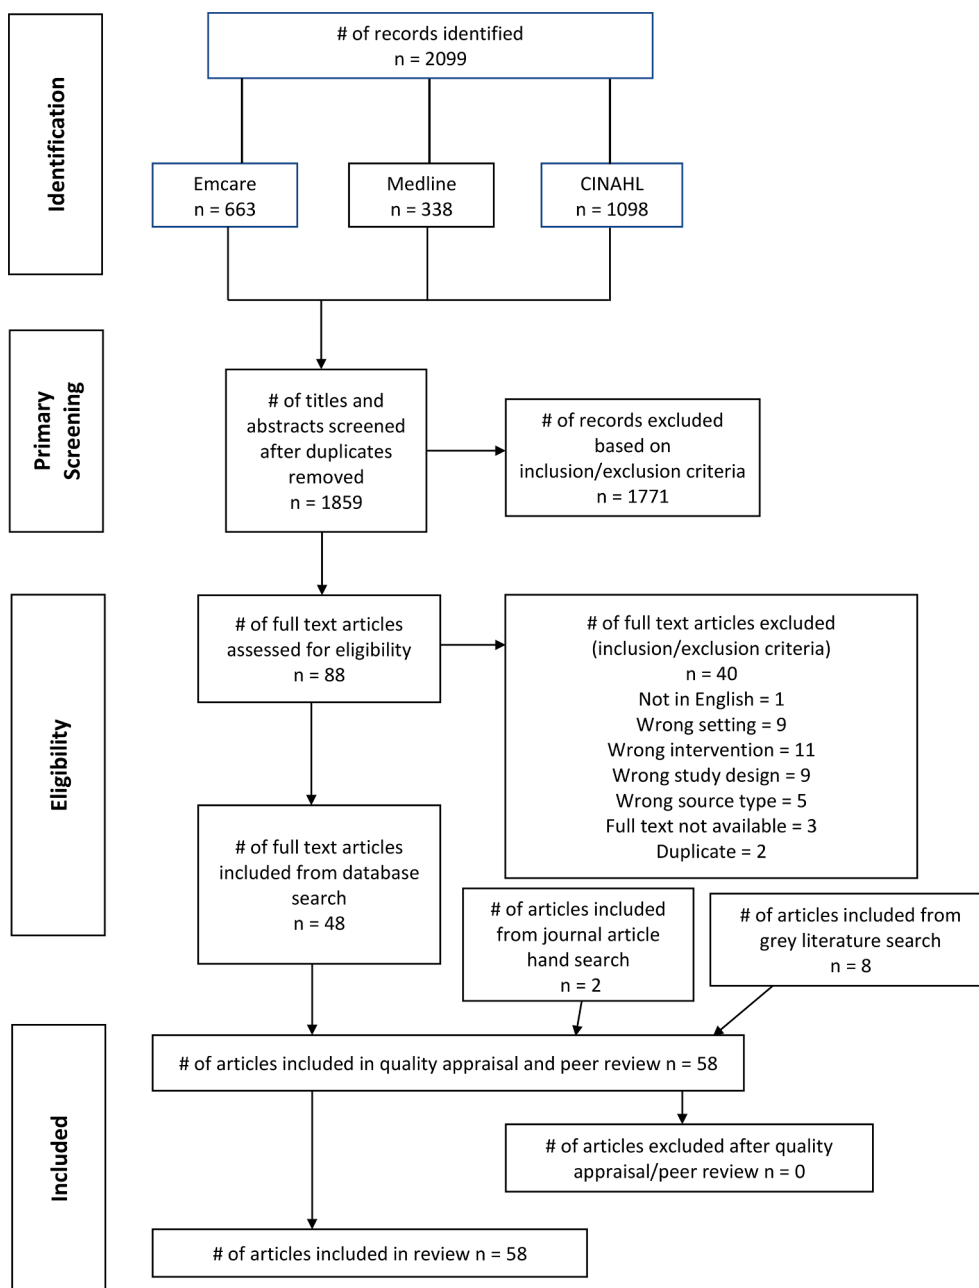 Identification
# of records identified
n = 2099
Emcare
n = 663
Medline
n = 338
CINAHL
n = 1098
Primary
Screening
# of titles and
abstracts screened
after duplicates
removed
n = 1859
# of records excluded
based on
inclusion/exclusion criteria
n = 1771
Eligibility
# of full text articles
assessed for eligibility
n = 88
# of full text articles excluded
(inclusion/exclusion criteria)
n = 40
Not in English = 1
Wrong setting = 9
Wrong intervention = 11
Wrong study design = 9
Wrong source type = 5
Full text not available = 3
Duplicate = 2
# of full text articles
included from database
search
n = 48
# of articles included
from journal article
hand search
n = 2
# of articles included from
grey literature search
n = 8
Included
# of articles included in quality appraisal and peer review n = 58
# of articles excluded after quality
appraisal/peer review n = 0
# of articles included in review n = 58